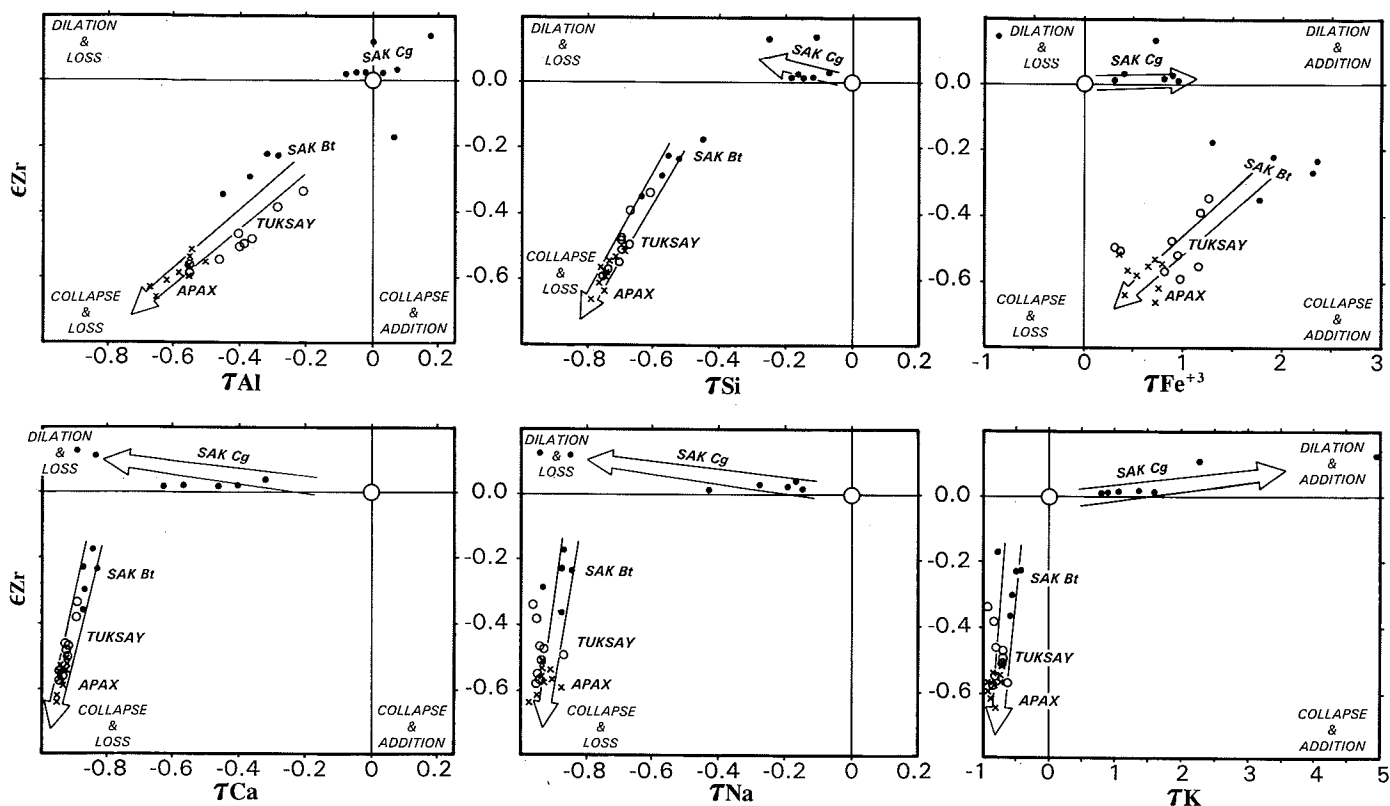 DILATION
&
LOSS
SAK Cg
SAK Bt
TUKSAY
APAX
COLLAPSE
&
LOSS
COLLAPSE
&
ADDITION
ϵZr
-0.8 -0.6 -0.4 -0.2 0 0.2
τAl
DILATION
&
LOSS
SAK Cg
SAK Bt
TUKSAY
APAX
COLLAPSE
&
LOSS
0.0
-0.2
-0.4
-0.6
-0.8 -0.6 -0.4 -0.2 0
τSi
DILATION
&
LOSS
DILATION
&
ADDITION
SAK Cg
SAK Bt
TUKSAY
APAX
COLLAPSE
&
LOSS
COLLAPSE
&
ADDITION
0.0
-0.2
-0.4
-0.6
-1 0 1 2 3
τFe+3
DILATION
&
LOSS
SAK Cg
SAK Bt
TUKSAY
APAX
COLLAPSE
&
LOSS
COLLAPSE
&
ADDITION
ϵZr
-0.8 -0.6 -0.4 -0.2 0 0.2
τCa
DILATION
&
LOSS
SAK Cg
SAK Bt
TUKSAY
APAX
COLLAPSE
&
LOSS
0.0
-0.2
-0.4
-0.6
-0.8 -0.6 -0.4 -0.2 0
τNa
SAK Cg
DILATION
&
ADDITION
SAK Bt
TUKSAY
APAX
COLLAPSE
&
ADDITION
0.0
-0.2
-0.4
-0.6
-1 0 1 2 3 4 5
τK